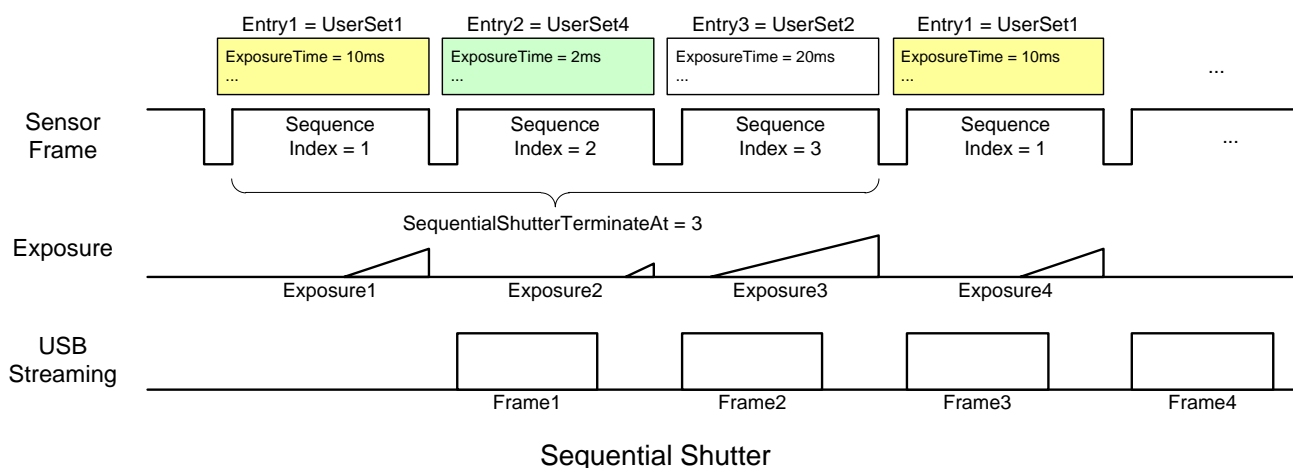 Entry1 = UserSet1 Entry2 = UserSet4 Entry3 = UserSet2 Entry1 = UserSet1
ExposureTime = 10ms ExposureTime = 2ms ExposureTime = 20ms ExposureTime = 10ms ...
... ... ... ...
Sensor Frame
Sequence Index = 1
Sequence Index = 2
Sequence Index = 3
Sequence Index = 1
...
SequentialShutterTerminateAt = 3
Exposure
Exposure1 Exposure2 Exposure3 Exposure4
USB Streaming
Frame1 Frame2 Frame3 Frame4
Sequential Shutter